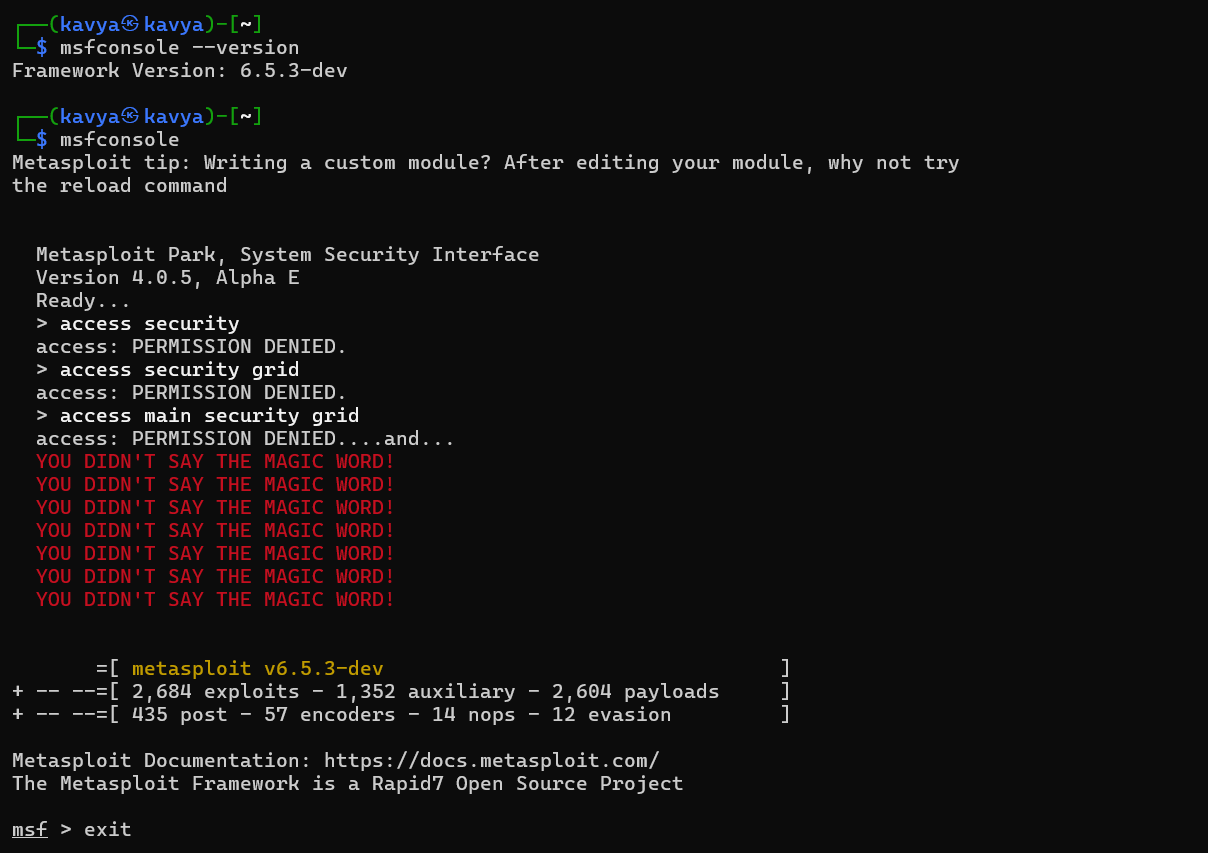 ┌──(kavya㉿kavya)-[~]
└─$ msfconsole --version
Framework Version: 6.5.3-dev

┌──(kavya㉿kavya)-[~]
└─$ msfconsole
Metasploit tip: Writing a custom module? After editing your module, why not try
the reload command

  Metasploit Park, System Security Interface
  Version 4.0.5, Alpha E
  Ready...
  > access security
  access: PERMISSION DENIED.
  > access security grid
  access: PERMISSION DENIED.
  > access main security grid
  access: PERMISSION DENIED....and...
  YOU DIDN'T SAY THE MAGIC WORD!
  YOU DIDN'T SAY THE MAGIC WORD!
  YOU DIDN'T SAY THE MAGIC WORD!
  YOU DIDN'T SAY THE MAGIC WORD!
  YOU DIDN'T SAY THE MAGIC WORD!
  YOU DIDN'T SAY THE MAGIC WORD!
  YOU DIDN'T SAY THE MAGIC WORD!

       =[ metasploit v6.5.3-dev                                 ]
+ -- --=[ 2,684 exploits - 1,352 auxiliary - 2,604 payloads     ]
+ -- --=[ 435 post - 57 encoders - 14 nops - 12 evasion         ]

Metasploit Documentation: https://docs.metasploit.com/
The Metasploit Framework is a Rapid7 Open Source Project

msf > exit